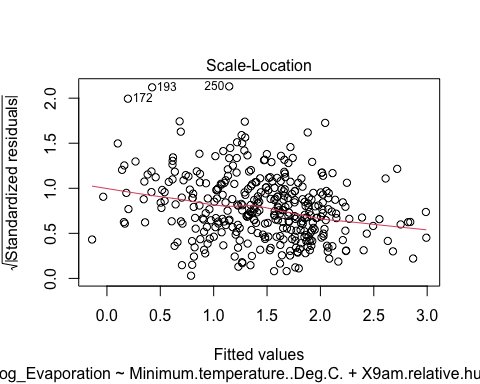 Scale-Location
√|Standardized residuals|
2.0
1.5
1.0
0.5
0.0
193
250
172
0.0 0.5 1.0 1.5 2.0 2.5 3.0
Fitted values
og_Evaporation ~ Minimum.temperature..Deg.C. + X9am.relative.hu